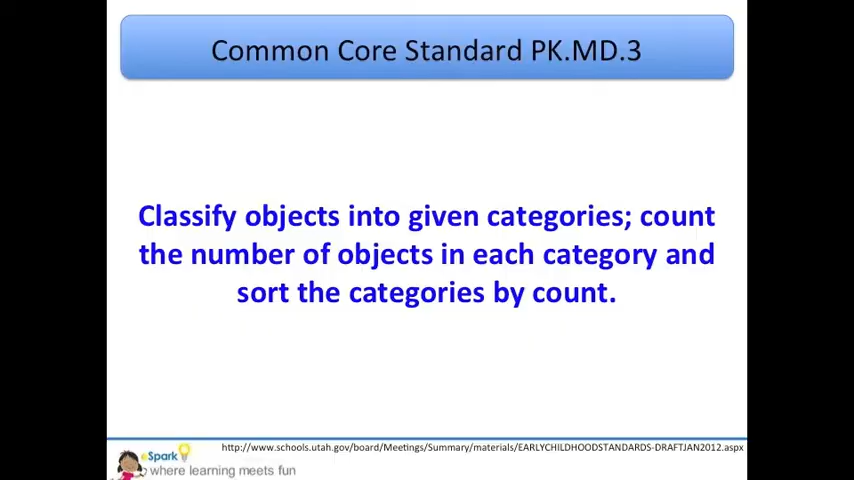 Common Core Standard PK.MD.3
Classify objects into given categories; count
the number of objects in each category and
sort the categories by count.
http://www.schools.utah.gov/board/Meetings/Summary/materials/EARLYCHILDHOODSTANDARDS-DRAFTJAN2012.aspx
eSpark
where learning meets fun